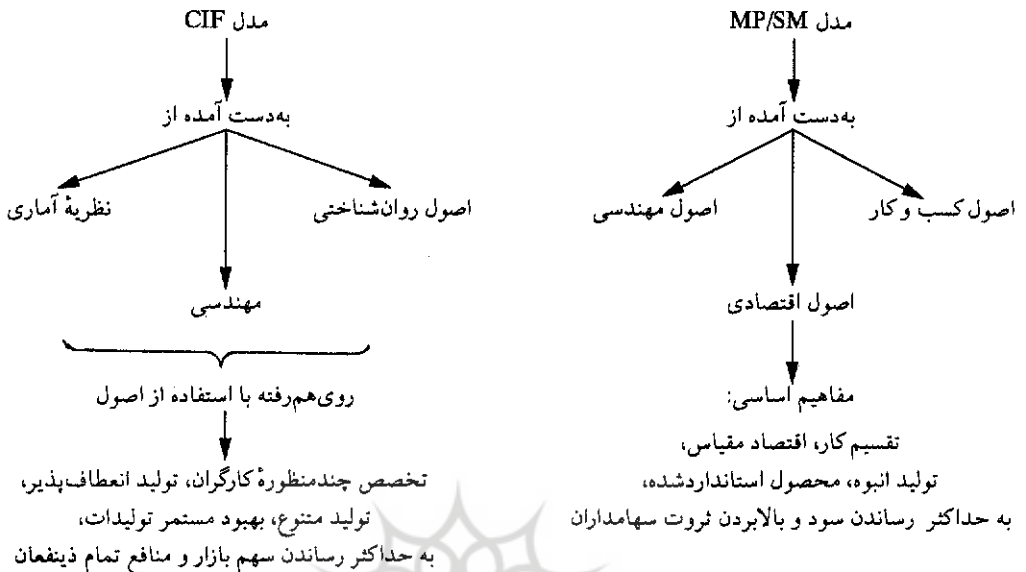 مدل MP/SM
به‌دست آمده از
اصول کسب و کار
اصول مهندسی
اصول اقتصادی
مفاهیم اساسی:
تقسیم کار، اقتصاد مقیاس،
تولید انبوه، محصول استانداردشده،
به حداکثر رساندن سود و بالابردن ثروت سهامداران
مدل CIF
به‌دست آمده از
اصول روان‌شناختی
نظریهٔ آماری
مهندسی
روی‌هم‌رفته با استفاده از اصول
تخصص چندمنظورهٔ کارگران، تولید انعطاف‌پذیر،
تولید متنوع، بهبود مستمر تولیدات،
به حداکثر رساندن سهم بازار و منافع تمام ذینفعان